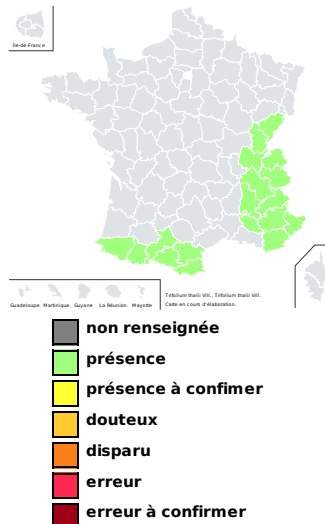 Île-de-France
Guadeloupe Martinique Guyane La Réunion Mayotte
Trifolium thalii Vill., Trifolium thalii Vill.
Carte en cours d'élaboration.
non renseignée
présence
présence à confimer
douteux
disparu
erreur
erreur à confirmer